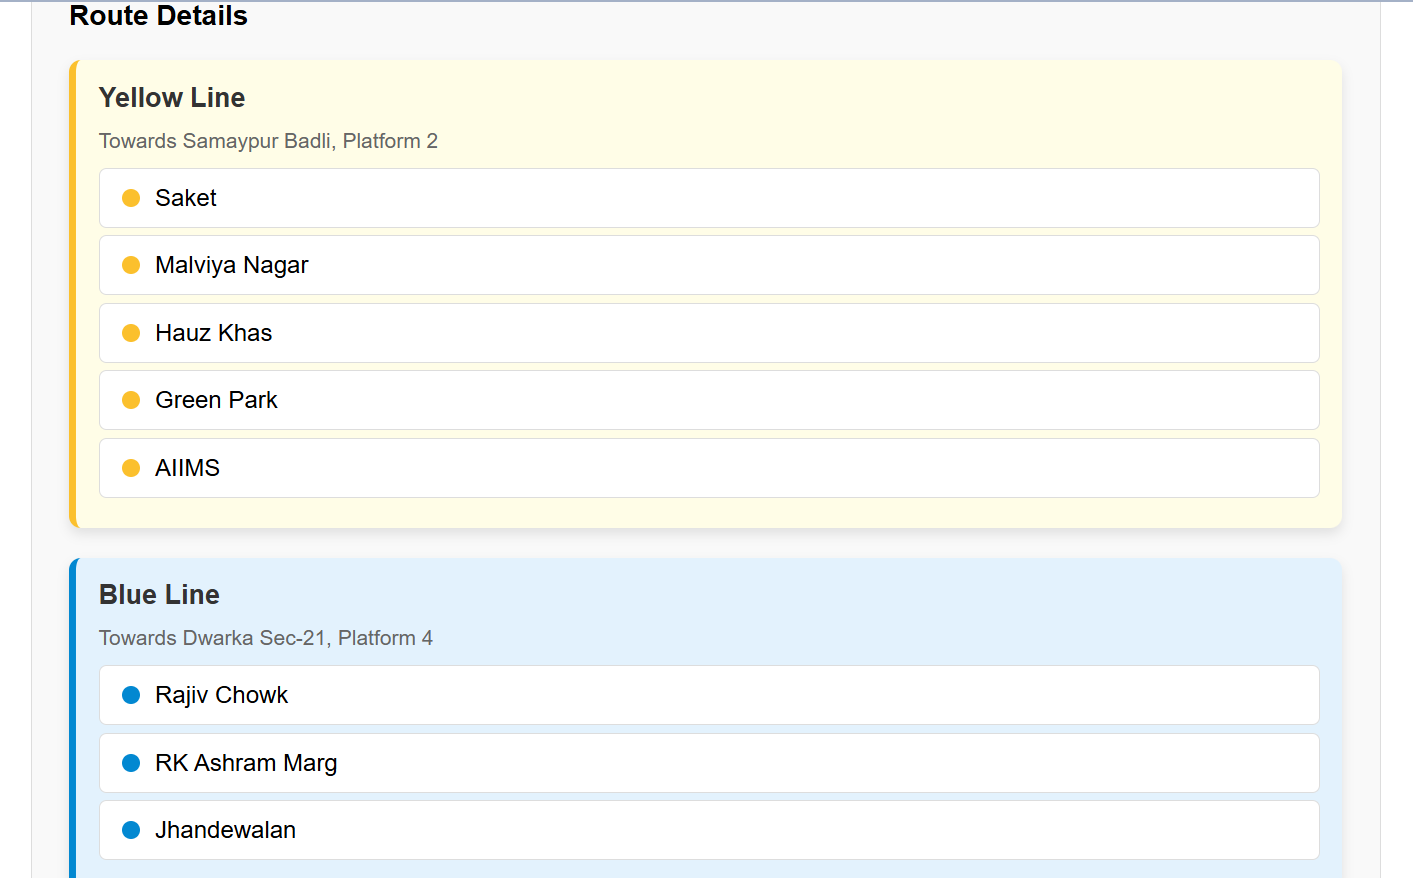 Route Details
Yellow Line
Towards Samaypur Badli, Platform 2
Saket
Malviya Nagar
Hauz Khas
Green Park
AIIMS
Blue Line
Towards Dwarka Sec-21, Platform 4
Rajiv Chowk
RK Ashram Marg
Jhandewalan